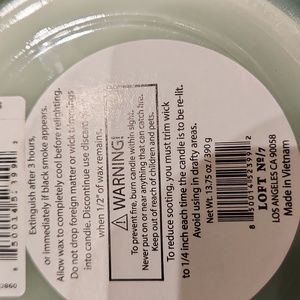 Extinguish after 3 hours,
or immediately if black smoke appears.
Allow wax to completely cool before relighting.
Do not drop foreign matter or wick trimmings
into candle. Discontinue use
when 1/2" of wax remains.
⚠WARNING:
To prevent fire, burn candle within sight.
Never put on or near anything that can catch fire.
Keep out of reach of children and pets.
To reduce sooting, you must trim wick
to 1/4 inch each time the candle is to be re-lit.
Avoid using in drafty areas.
Net Wt. 13.75 oz/ 390 g
LOFT Nº/7
LOS ANGELES CA 90058
Made in Vietnam